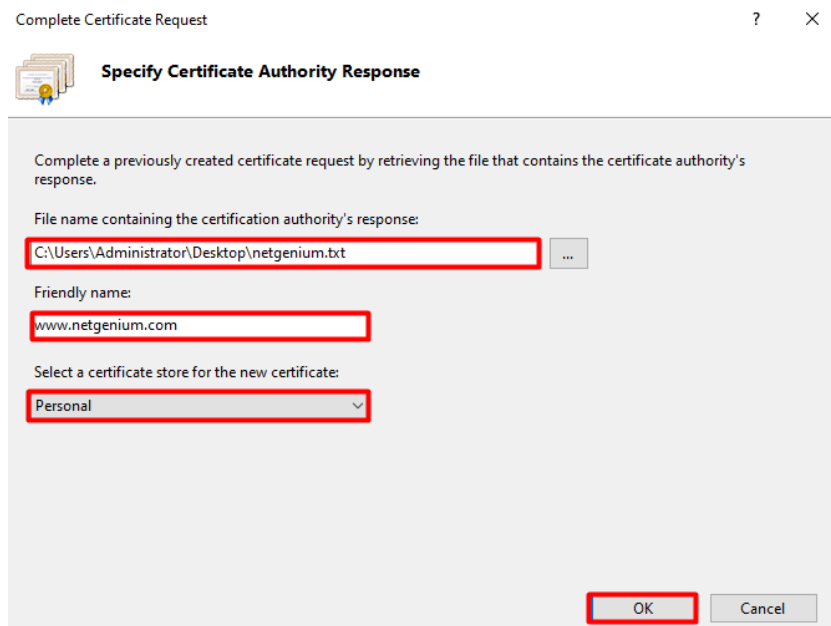 Complete Certificate Request
?
Specify Certificate Authority Response
Complete a previously created certificate request by retrieving the file that contains the certificate authority's
response.
File name containing the certification authority's response:
C:\Users\Administrator\Desktop\netgenium.txt
...
Friendly name:
www.netgenium.com
Select a certificate store for the new certificate:
Personal
OK
Cancel